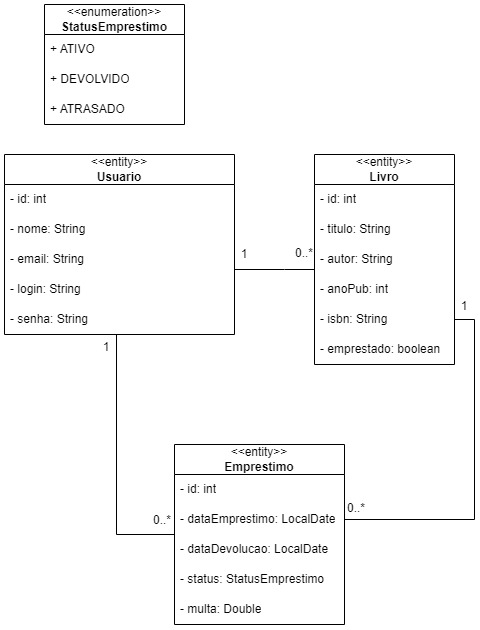 <<enumeration>>
StatusEmprestimo
+ ATIVO
+ DEVOLVIDO
+ ATRASADO
<<entity>>
Usuario
- id: int
- nome: String
- email: String
- login: String
- senha: String
<<entity>>
Livro
- id: int
- titulo: String
- autor: String
- anoPub: int
- isbn: String
- emprestado: boolean
1
0..*
1
1
<<entity>>
Emprestimo
- id: int
- dataEmprestimo: LocalDate
- dataDevolucao: LocalDate
- status: StatusEmprestimo
- multa: Double
0..*
0..*